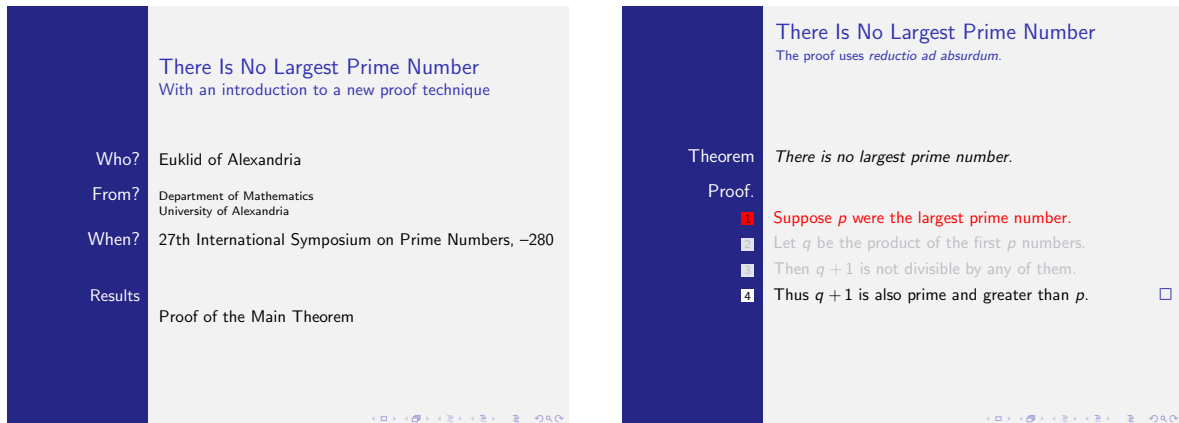 There Is No Largest Prime Number
With an introduction to a new proof technique
Who? Euklid of Alexandria
From? Department of Mathematics
University of Alexandria
When? 27th International Symposium on Prime Numbers, –280
Results
Proof of the Main Theorem
There Is No Largest Prime Number
The proof uses reductio ad absurdum.
Theorem There is no largest prime number.
Proof.
1 Suppose p were the largest prime number.
2 Let q be the product of the first p numbers.
3 Then q + 1 is not divisible by any of them.
4 Thus q + 1 is also prime and greater than p. □